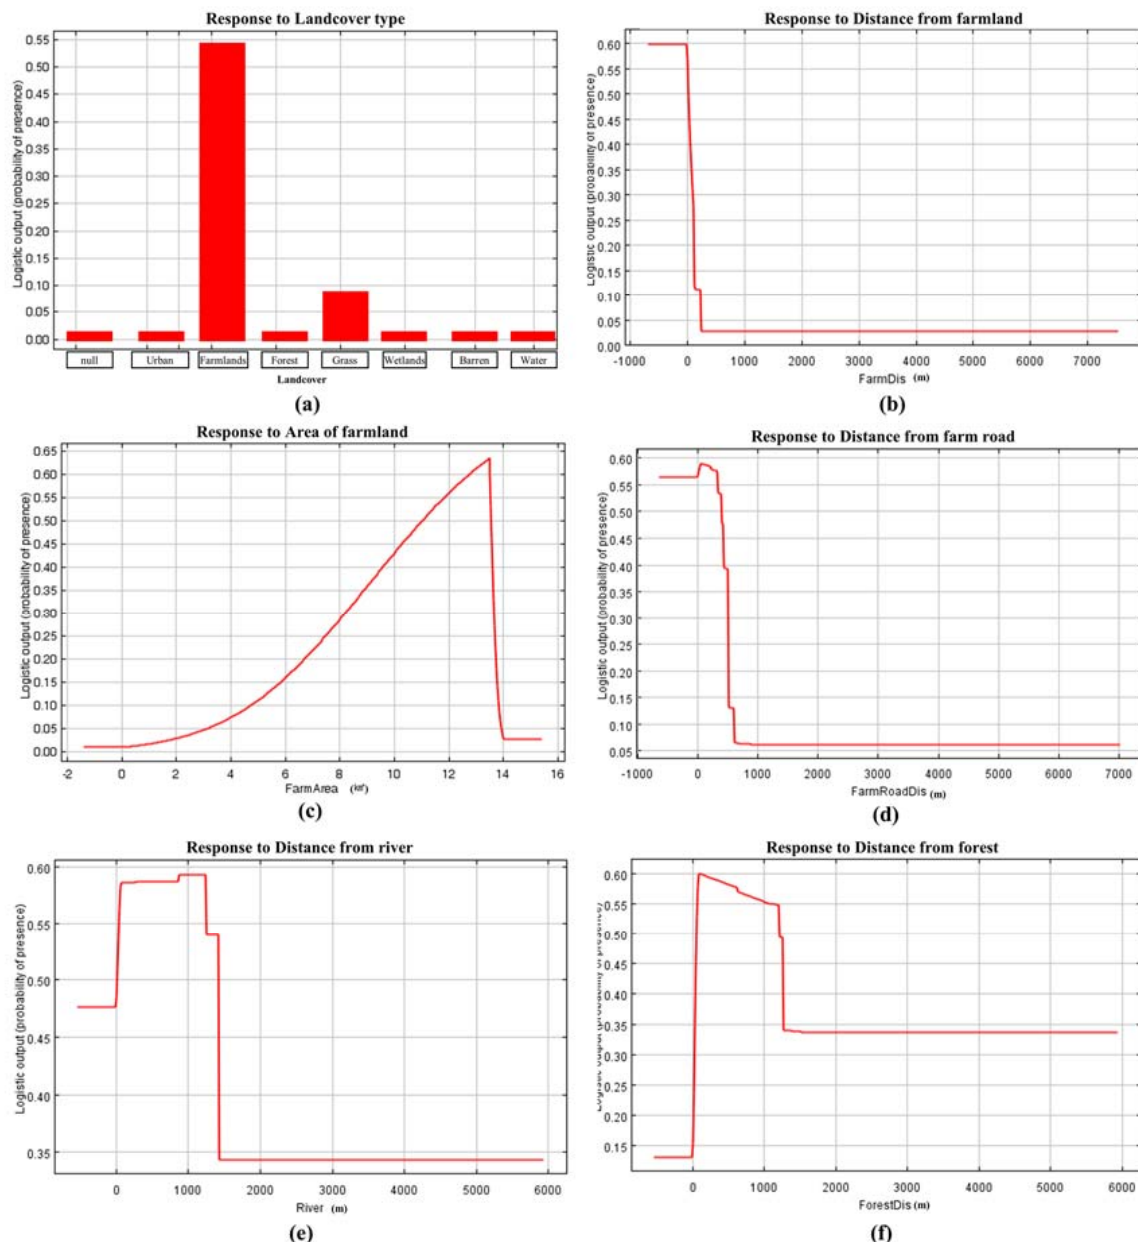 Response to Landcover type
Logistic output (probability of presence)
0.55
0.50
0.45
0.40
0.35
0.30
0.25
0.20
0.15
0.10
0.05
0.00
null Urban Farmlands Forest Grass Wetlands Barren Water
Landcover
(a)
Response to Distance from farmland
Logistic output (probability of presence)
0.60
0.55
0.50
0.45
0.40
0.35
0.30
0.25
0.20
0.15
0.10
0.05
0.00
-1000 0 1000 2000 3000 4000 5000 6000 7000
FarmDis (m)
(b)
Response to Area of farmland
Logistic output (probability of presence)
0.65
0.60
0.55
0.50
0.45
0.40
0.35
0.30
0.25
0.20
0.15
0.10
0.05
0.00
-2 0 2 4 6 8 10 12 14 16
FarmArea (km²)
(c)
Response to Distance from farm road
Logistic output (probability of presence)
0.60
0.55
0.50
0.45
0.40
0.35
0.30
0.25
0.20
0.15
0.10
0.05
-1000 0 1000 2000 3000 4000 5000 6000 7000
FarmRoadDis (m)
(d)
Response to Distance from river
Logistic output (probability of presence)
0.60
0.55
0.50
0.45
0.40
0.35
0 1000 2000 3000 4000 5000 6000
River (m)
(e)
Response to Distance from forest
Logistic output (probability of presence)
0.60
0.55
0.50
0.45
0.40
0.35
0.30
0.25
0.20
0.15
0 1000 2000 3000 4000 5000 6000
ForestDis (m)
(f)